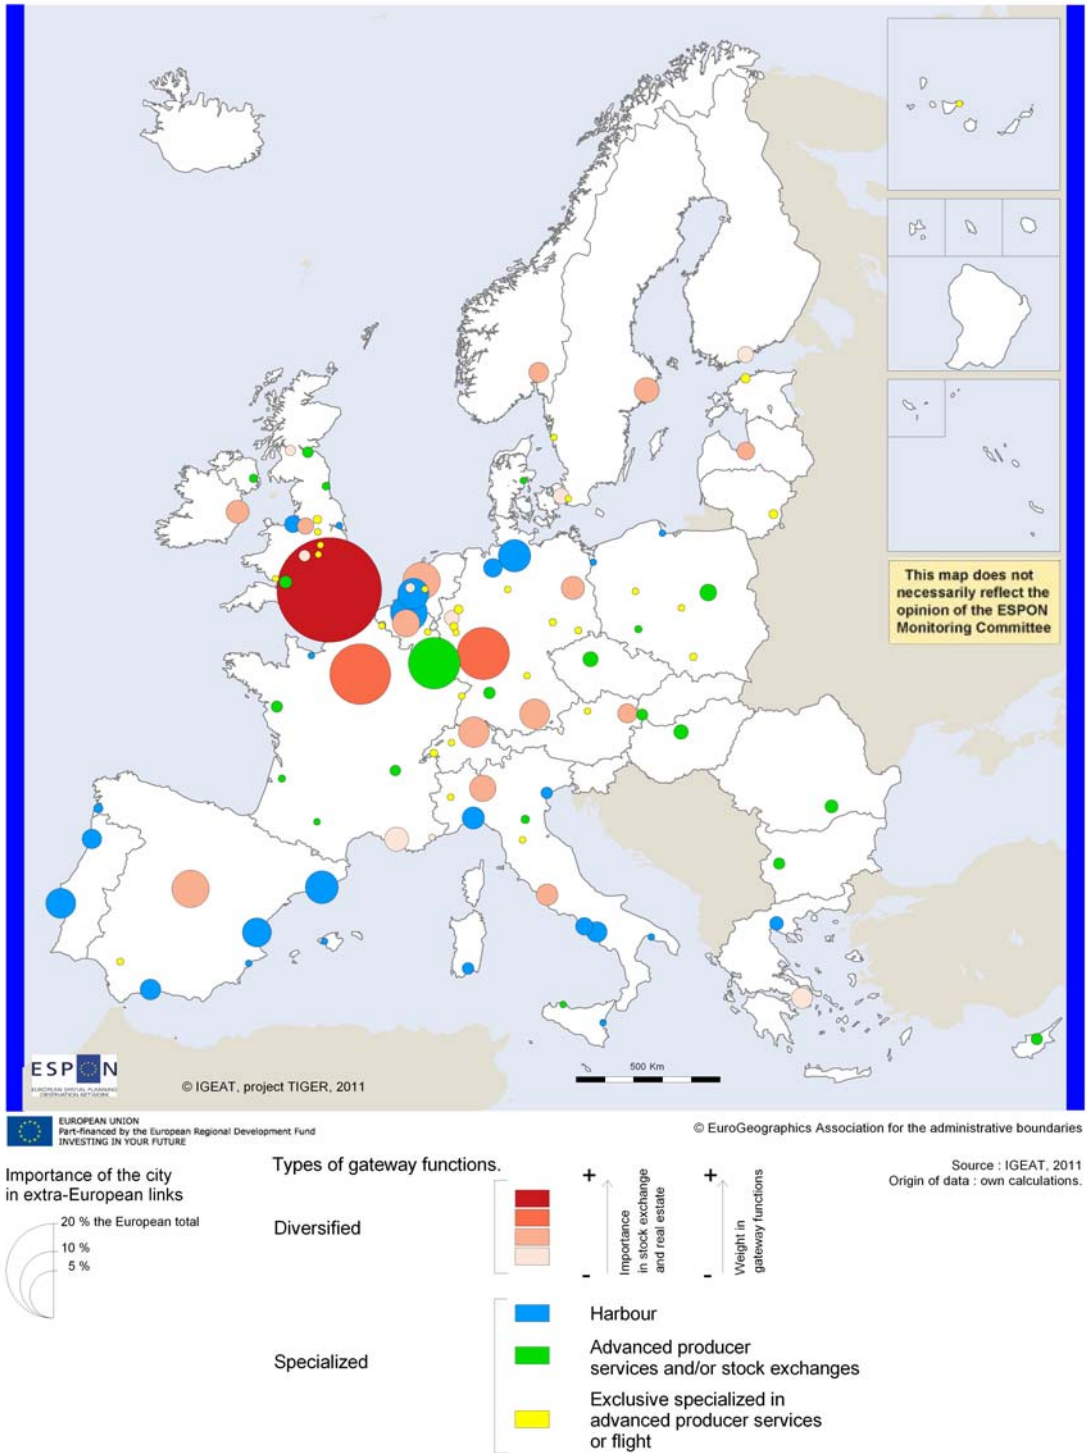 This map does not
necessarily reflect the
opinion of the ESPON
Monitoring Committee
ESPON
EUROPEAN SPATIAL PLANNING
OBSERVATION NETWORK
© IGEAT, project TIGER, 2011
500 Km
EUROPEAN UNION
Part-financed by the European Regional Development Fund
INVESTING IN YOUR FUTURE
© EuroGeographics Association for the administrative boundaries
Source : IGEAT, 2011
Origin of data : own calculations.
Importance of the city
in extra-European links
20 % the European total
10 %
5 %
Types of gateway functions.
Diversified
+
-
Importance
in stock exchange
and real estate
+
-
Weight in
gateway functions
Specialized
Harbour
Advanced producer
services and/or stock exchanges
Exclusive specialized in
advanced producer services
or flight